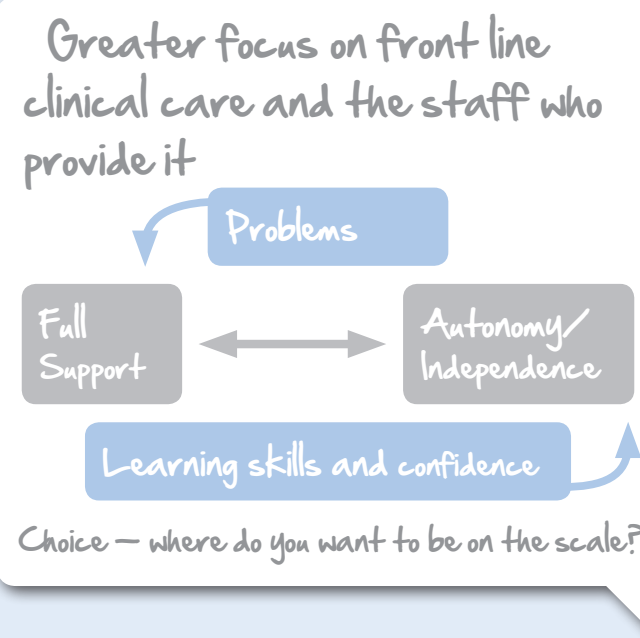 Greater focus on front line
clinical care and the staff who
provide it
Problems
Full
Support
Autonomy/
Independence
Learning skills and confidence
Choice – where do you want to be on the scale?